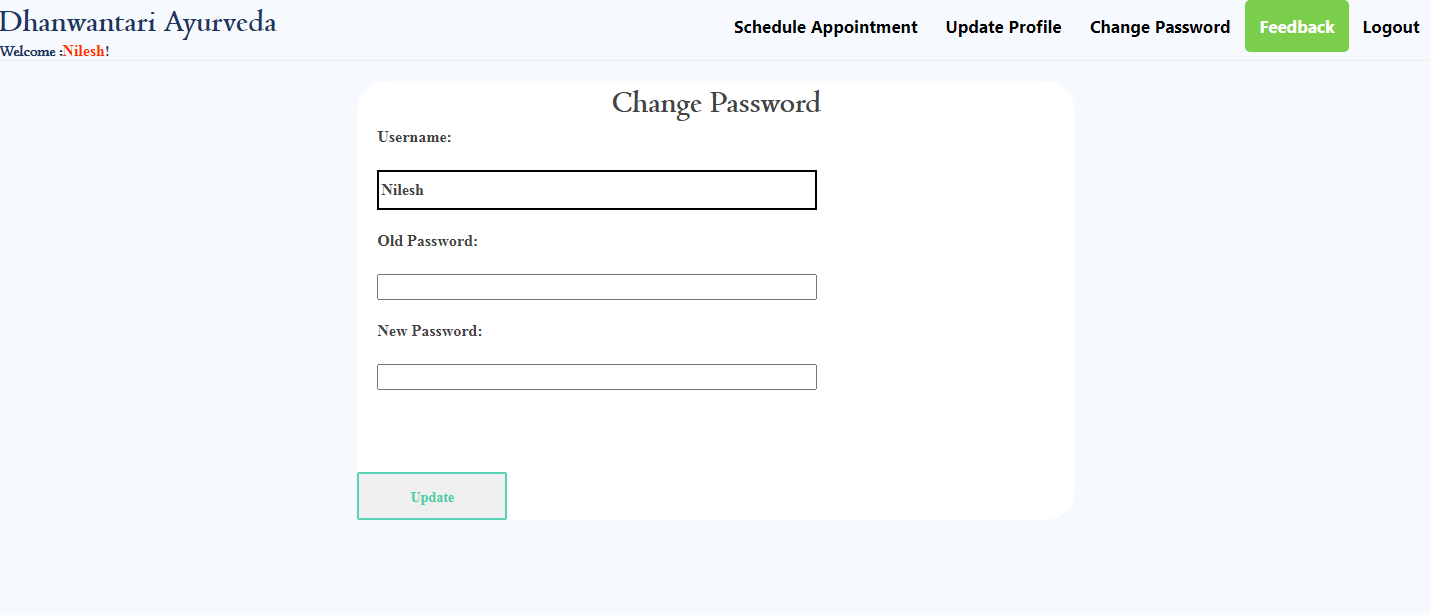 Dhanwantari Ayurveda
Welcome :Nilesh!
Schedule Appointment Update Profile Change Password Feedback Logout
Change Password
Username:
Nilesh
Old Password:
New Password:
Update